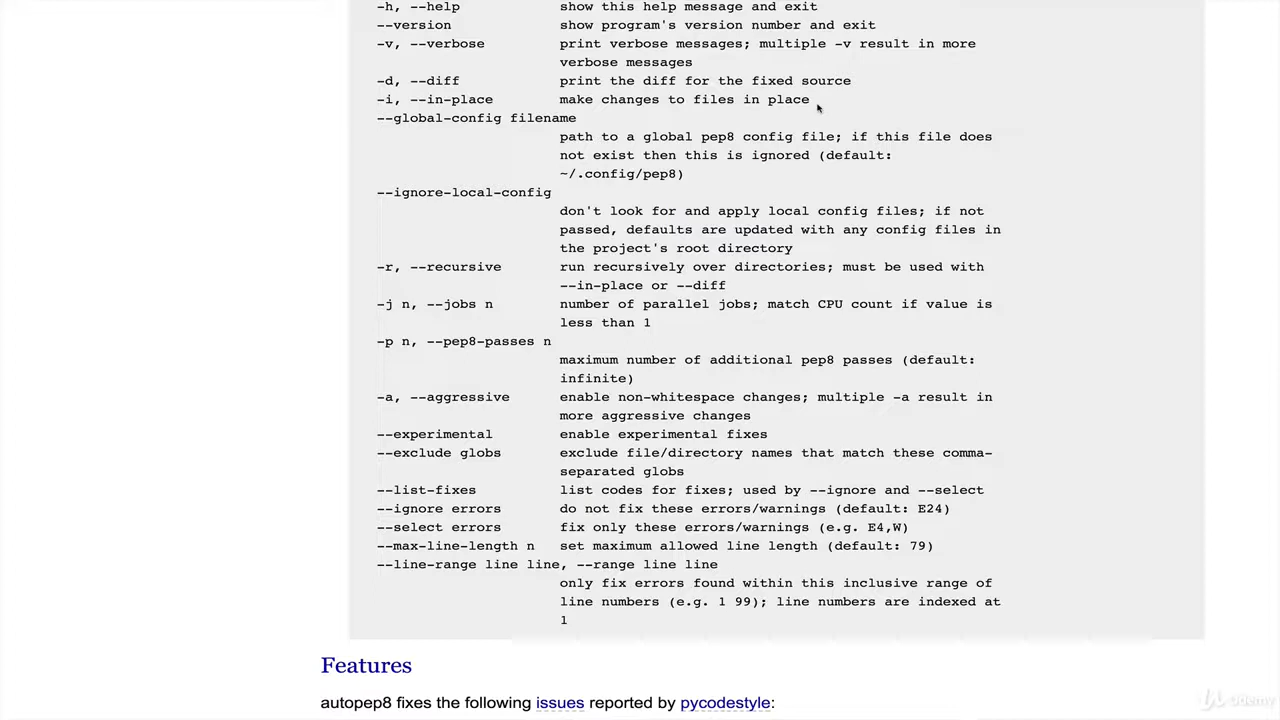 -h, --help show this help message and exit
--version show program's version number and exit
-v, --verbose print verbose messages; multiple -v result in more
verbose messages
-d, --diff print the diff for the fixed source
-i, --in-place make changes to files in place
--global-config filename
path to a global pep8 config file; if this file does
not exist then this is ignored (default:
~/.config/pep8)
--ignore-local-config
don't look for and apply local config files; if not
passed, defaults are updated with any config files in
the project's root directory
-r, --recursive run recursively over directories; must be used with
--in-place or --diff
-j n, --jobs n number of parallel jobs; match CPU count if value is
less than 1
-p n, --pep8-passes n
maximum number of additional pep8 passes (default:
infinite)
-a, --aggressive enable non-whitespace changes; multiple -a result in
more aggressive changes
--experimental enable experimental fixes
--exclude globs exclude file/directory names that match these comma-
separated globs
--list-fixes list codes for fixes; used by --ignore and --select
--ignore errors do not fix these errors/warnings (default: E24)
--select errors fix only these errors/warnings (e.g. E4,W)
--max-line-length n set maximum allowed line length (default: 79)
--line-range line line, --range line line
only fix errors found within this inclusive range of
line numbers (e.g. 1 99); line numbers are indexed at
1
Features
autopep8 fixes the following issues reported by pycodestyle:
Udemy